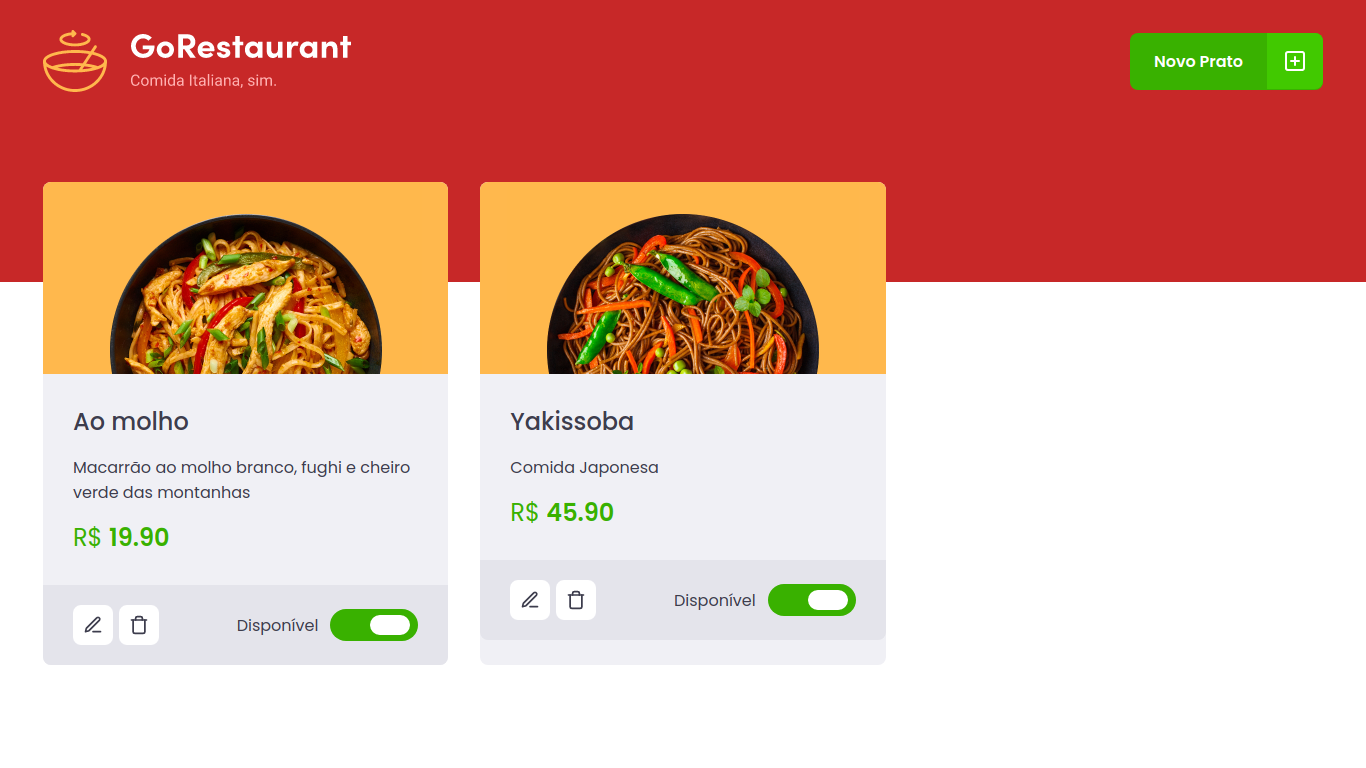 GoRestaurant
Comida Italiana, sim.
Novo Prato
Ao molho
Macarrão ao molho branco, fughi e cheiro
verde das montanhas
R$ 19.90
Disponível
Yakissoba
Comida Japonesa
R$ 45.90
Disponível